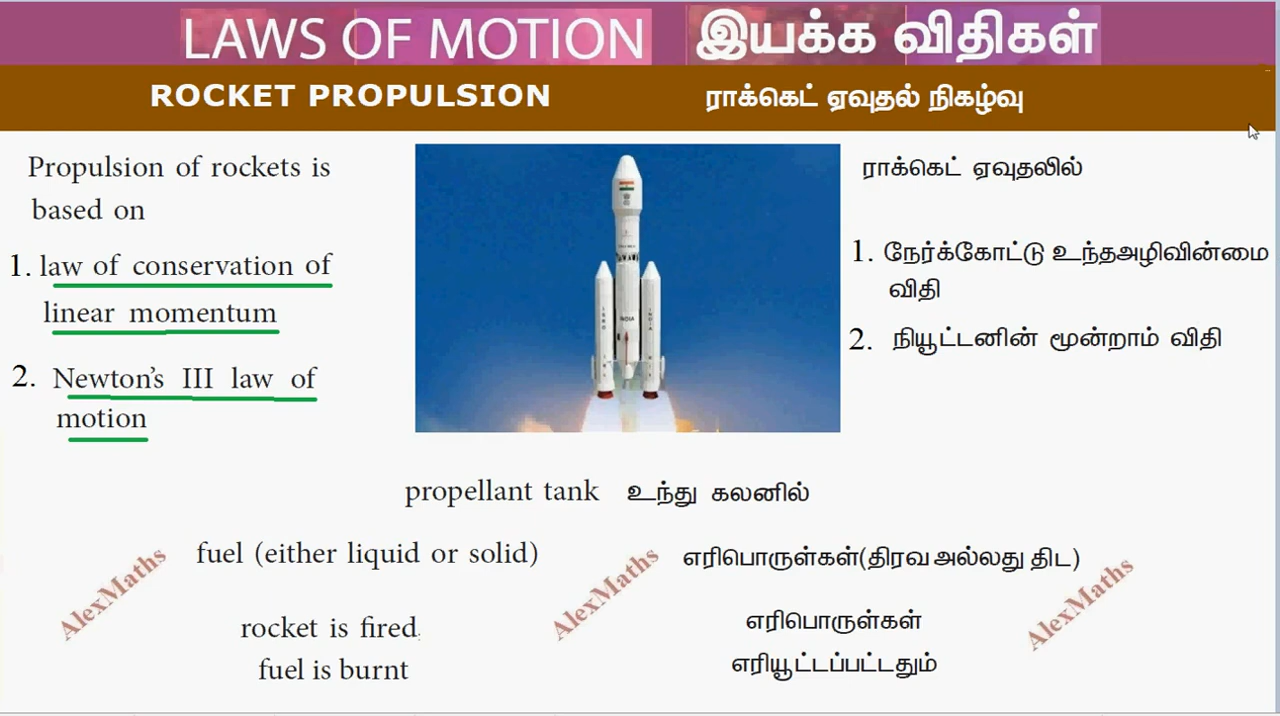 LAWS OF MOTION இயக்க விதிகள்
ROCKET PROPULSION ராக்கெட் ஏவுதல் நிகழ்வு
Propulsion of rockets is
based on
1. law of conservation of
linear momentum
2. Newton's III law of
motion
INDIA
ராக்கெட் ஏவுதலில்
1. நேர்க்கோட்டு உந்தஅழிவின்மை
விதி
2. நியூட்டனின் மூன்றாம் விதி
propellant tank உந்து கலனில்
fuel (either liquid or solid) எரிபொருள்கள்(திரவ அல்லது திட)
rocket is fired,
fuel is burnt
எரிபொருள்கள்
எரியூட்டப்பட்டதும்
AlexMaths
AlexMaths
AlexMaths